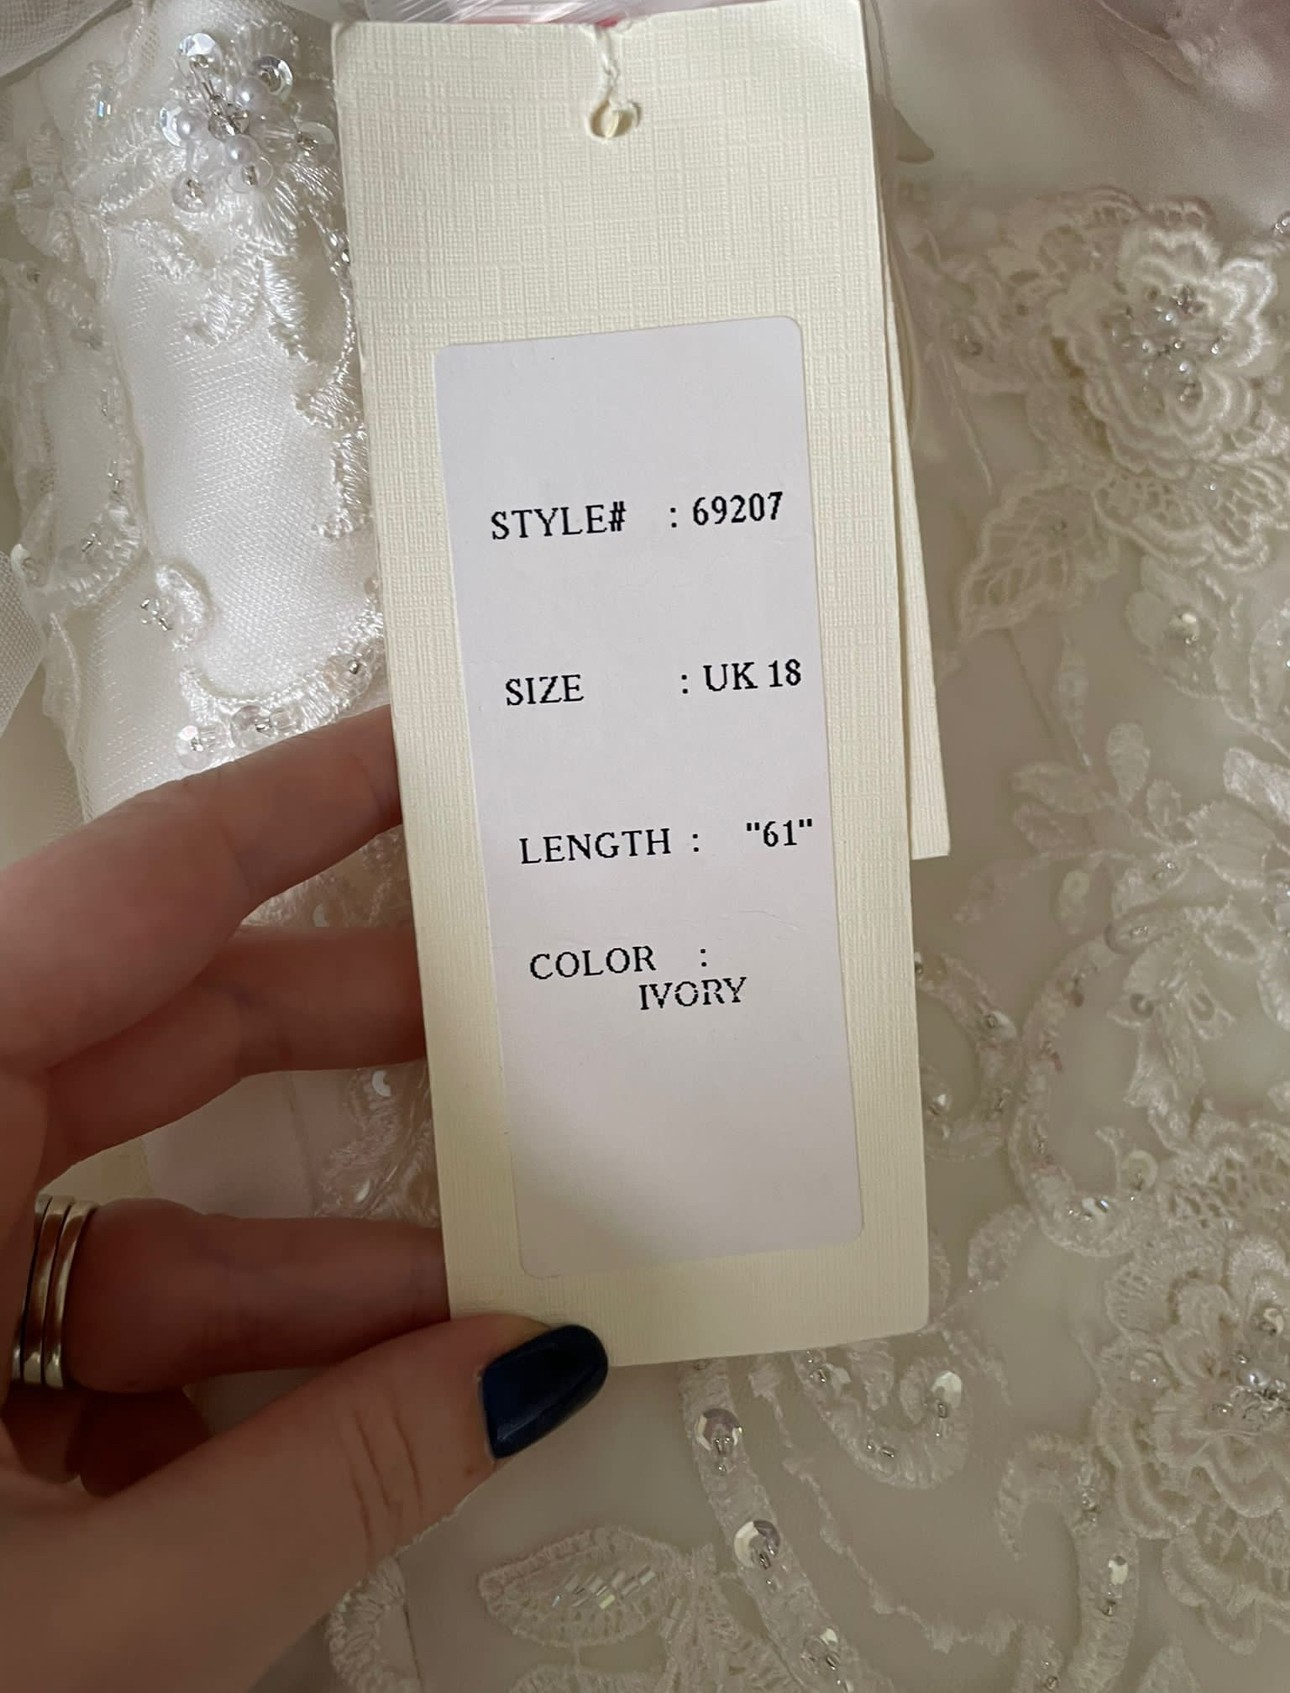 STYLE# : 69207
SIZE : UK 18
LENGTH : "61"
COLOR :
IVORY